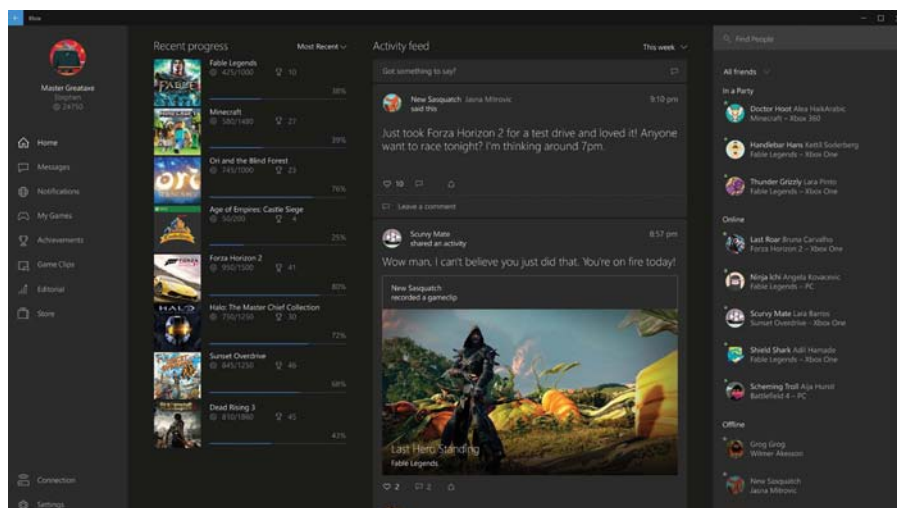 Xbox
Master Greataxe
Stephen
24750
Home
Messages
Notifications
My Games
Achievements
Game Clips
Editorial
Store
Connection
Settings
Recent progress
Most Recent
Fable Legends
425/1000 10
38%
Minecraft
580/1480 27
39%
Ori and the Blind Forest
745/1000 23
76%
Age of Empires: Castle Siege
50/200 4
25%
Forza Horizon 2
950/1500 41
80%
Halo: The Master Chief Collection
750/1250 30
72%
Sunset Overdrive
845/1250 46
68%
Dead Rising 3
810/1860 45
43%
FABLE
ori
FORZA
HALO
Activity feed
This week
Got something to say?
New Sasquatch Jasna Mitrovic
said this
9:10 pm
Just took Forza Horizon 2 for a test drive and loved it! Anyone
want to race tonight? I'm thinking around 7pm.
10
Leave a comment
Scurvy Mate
shared an activity
8:57 pm
Wow man, I can't believe you just did that. You're on fire today!
New Sasquatch
recorded a gameclip
Last Hero Standing
Fable Legends
2 2
Find People
All friends
In a Party
Doctor Hoot Alea HaikArabic
Minecraft – Xbox 360
Handlebar Hans Kettil Soderberg
Fable Legends – Xbox One
Thunder Grizzly Lara Pinto
Fable Legends – Xbox One
Online
Last Roar Bruna Carvalho
Forza Horizon 2 – Xbox One
Ninja Ichi Angela Kovacevic
Fable Legends – PC
Scurvy Mate Lara Barros
Sunset Overdrive – Xbox One
Shield Shark Adil Hamade
Fable Legends – Xbox One
Scheming Troll Aija Hurst
Battlefield 4 – PC
Offline
Grog Grog
Wilmer Akesson
New Sasquatch
Jasna Mitrovic